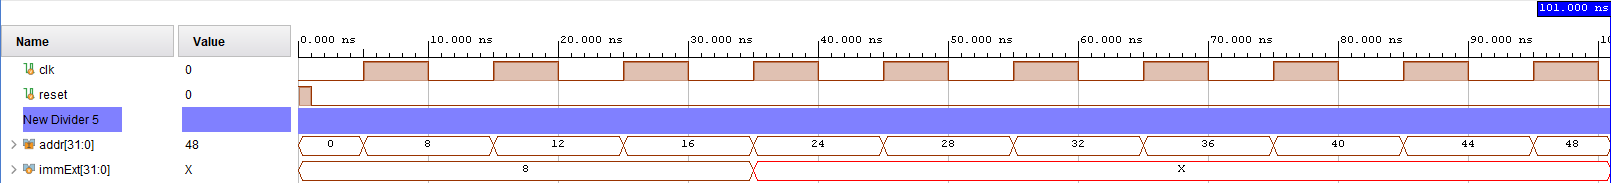 101.000 ns
Name Value 0.000 ns 10.000 ns 20.000 ns 30.000 ns 40.000 ns 50.000 ns 60.000 ns 70.000 ns 80.000 ns 90.000 ns
clk 0
reset 0
New Divider 5
addr[31:0] 48 0 8 12 16 24 28 32 36 40 44 48
immExt[31:0] X 8 X